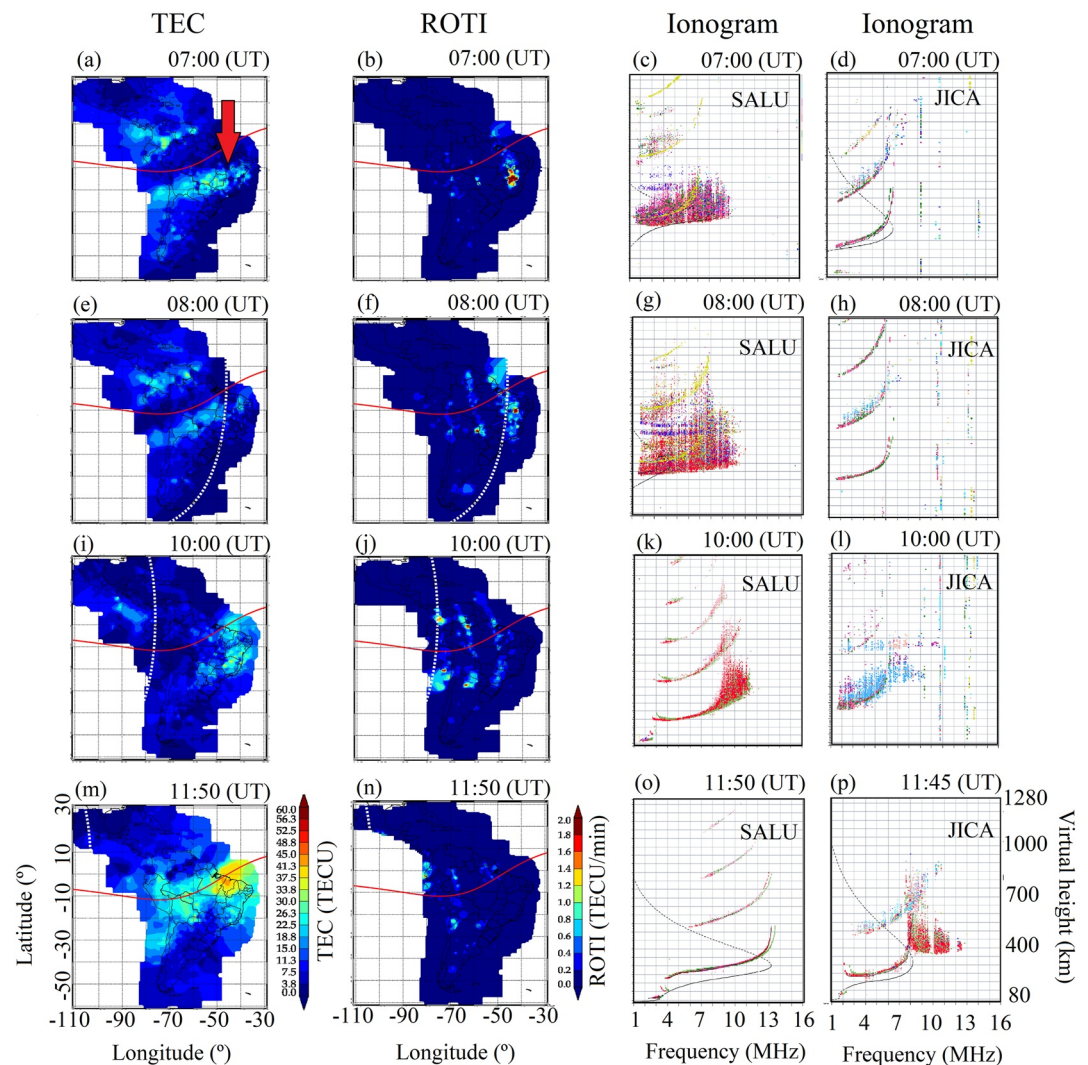 TEC ROTI Ionogram Ionogram
(a) 07:00 (UT) (b) 07:00 (UT) (c) 07:00 (UT) (d) 07:00 (UT)
SALU JICA
(e) 08:00 (UT) (f) 08:00 (UT) (g) 08:00 (UT) (h) 08:00 (UT)
SALU JICA
(i) 10:00 (UT) (j) 10:00 (UT) (k) 10:00 (UT) (l) 10:00 (UT)
SALU JICA
(m) 11:50 (UT) (n) 11:50 (UT) (o) 11:50 (UT) (p) 11:45 (UT)
SALU JICA
30
10
-10
-30
-50
Latitude (º)
60.0
56.3
52.5
48.8
45.0
41.3
37.5
33.8
30.0
26.3
22.5
18.8
15.0
11.3
7.5
3.8
0.0
TEC (TECU)
2.0
1.8
1.6
1.4
1.2
1.0
0.8
0.6
0.4
0.2
0.0
ROTI (TECU/min)
1280
1000
700
400
80
Virtual height (km)
-110 -90 -70 -50 -30 -110 -90 -70 -50 -30 1 4 7 10 13 16 1 4 7 10 13 16
Longitude (º) Longitude (º) Frequency (MHz) Frequency (MHz)